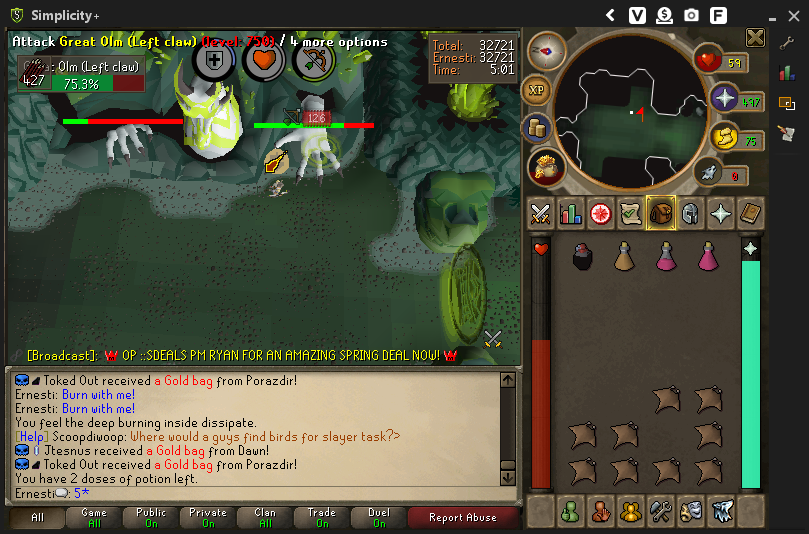 Simplicity+
Attack Great Olm (Left claw) (level: 750) / 4 more options
Olm (Left claw)
427
75.3%
Total: 32721
Ernesti: 32721
Time: 5:01
126
59
XP
497
75
0
[Broadcast]: OP ::SDEALS PM RYAN FOR AN AMAZING SPRING DEAL NOW!
Toked Out received a Gold bag from Porazdir!
Ernesti: Burn with me!
Ernesti: Burn with me!
You feel the deep burning inside dissipate.
[Help] Scoopdiwoop: Where would a guys find birds for slayer task?>
Jtesnus received a Gold bag from Dawn!
Toked Out received a Gold bag from Porazdir!
You have 2 doses of potion left.
Ernesti: 5*
All
Game
All
Public
On
Private
On
Clan
All
Trade
On
Duel
On
Report Abuse